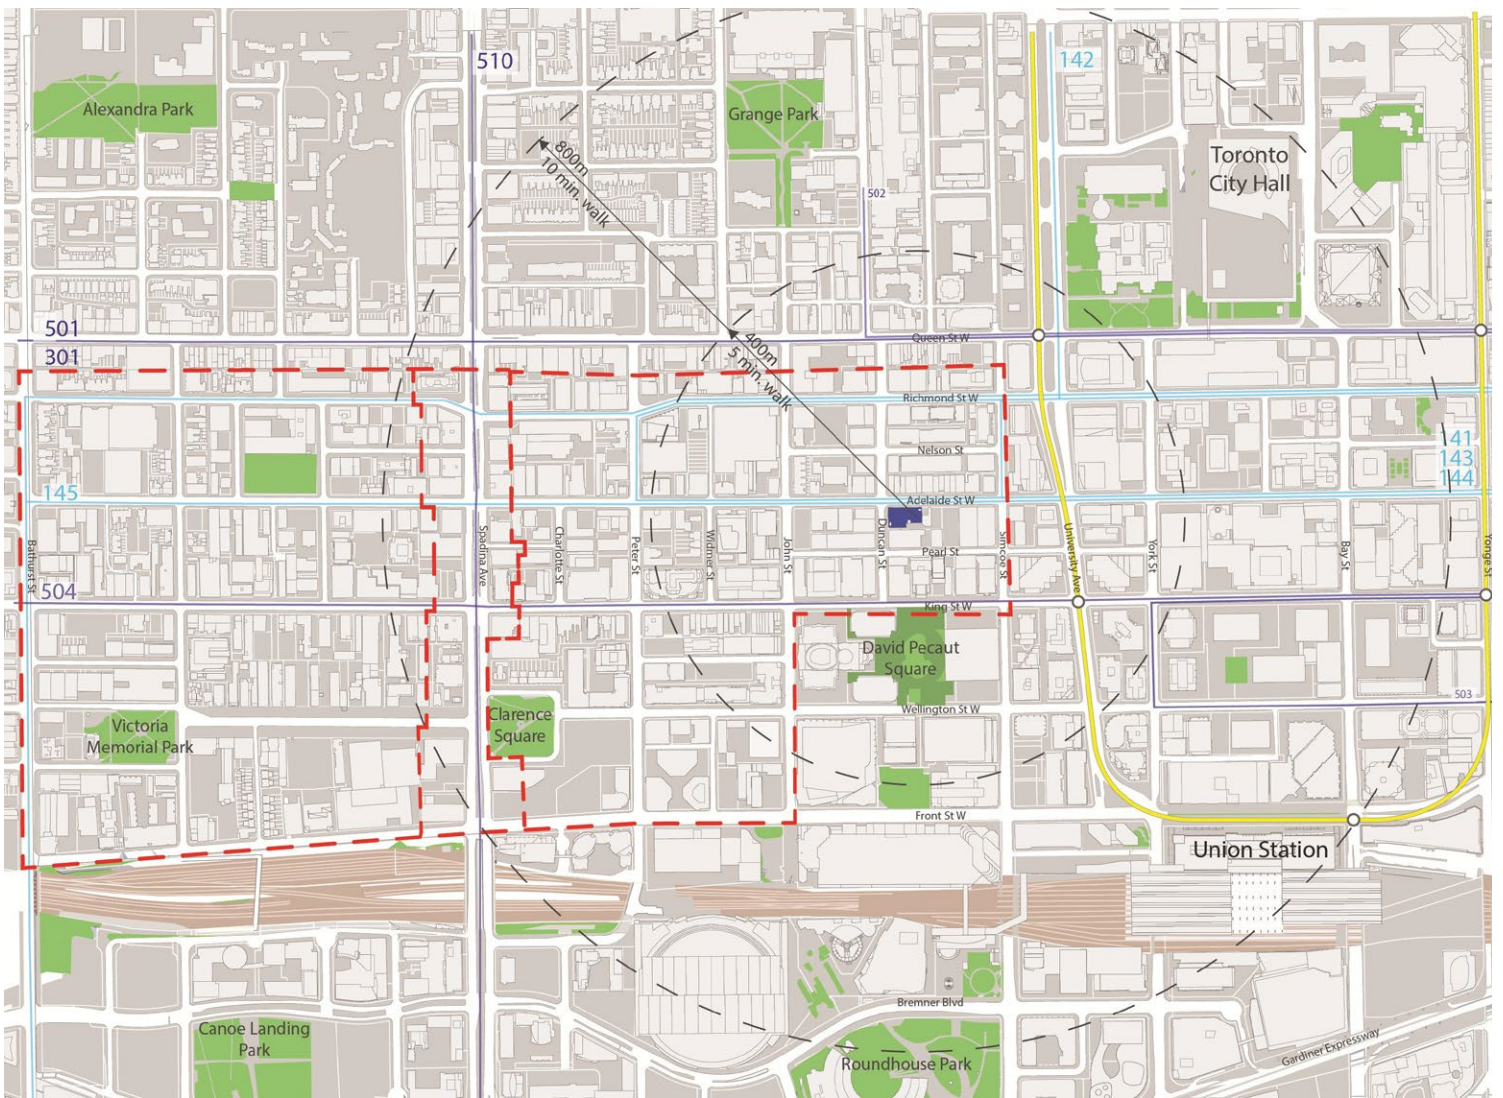 510
142
Alexandra Park
Grange Park
800m
10 min. walk
Toronto
City Hall
502
501
301
Queen St W
400m
5 min. walk
Richmond St W
141
143
144
Nelson St
145
Adelaide St W
Bathurst St
Spadina Ave
Charlotte St
Peter St
Widmer St
John St
Duncan St
Pearl St
Simcoe St
University Ave
York St
Bay St
Yonge St
504
King St W
David Pecaut
Square
503
Wellington St W
Victoria
Memorial Park
Clarence
Square
Front St W
Union Station
Bremner Blvd
Canoe Landing
Park
Roundhouse Park
Gardiner Expressway